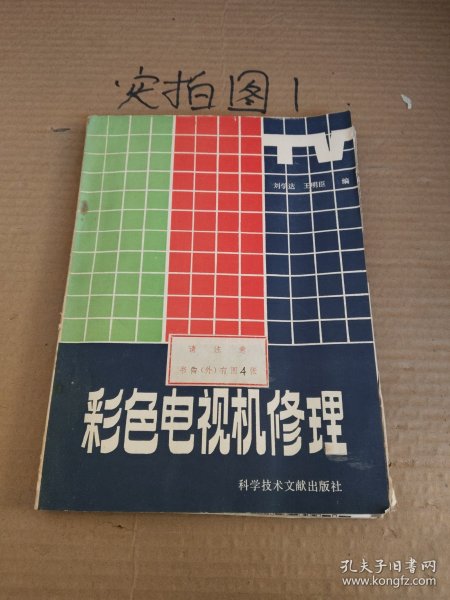 实拍图1
TV
刘学达 王明臣 编
请注意
书内(外)有图4张
彩色电视机修理
科学技术文献出版社
孔夫子旧书网
www.kongfz.com